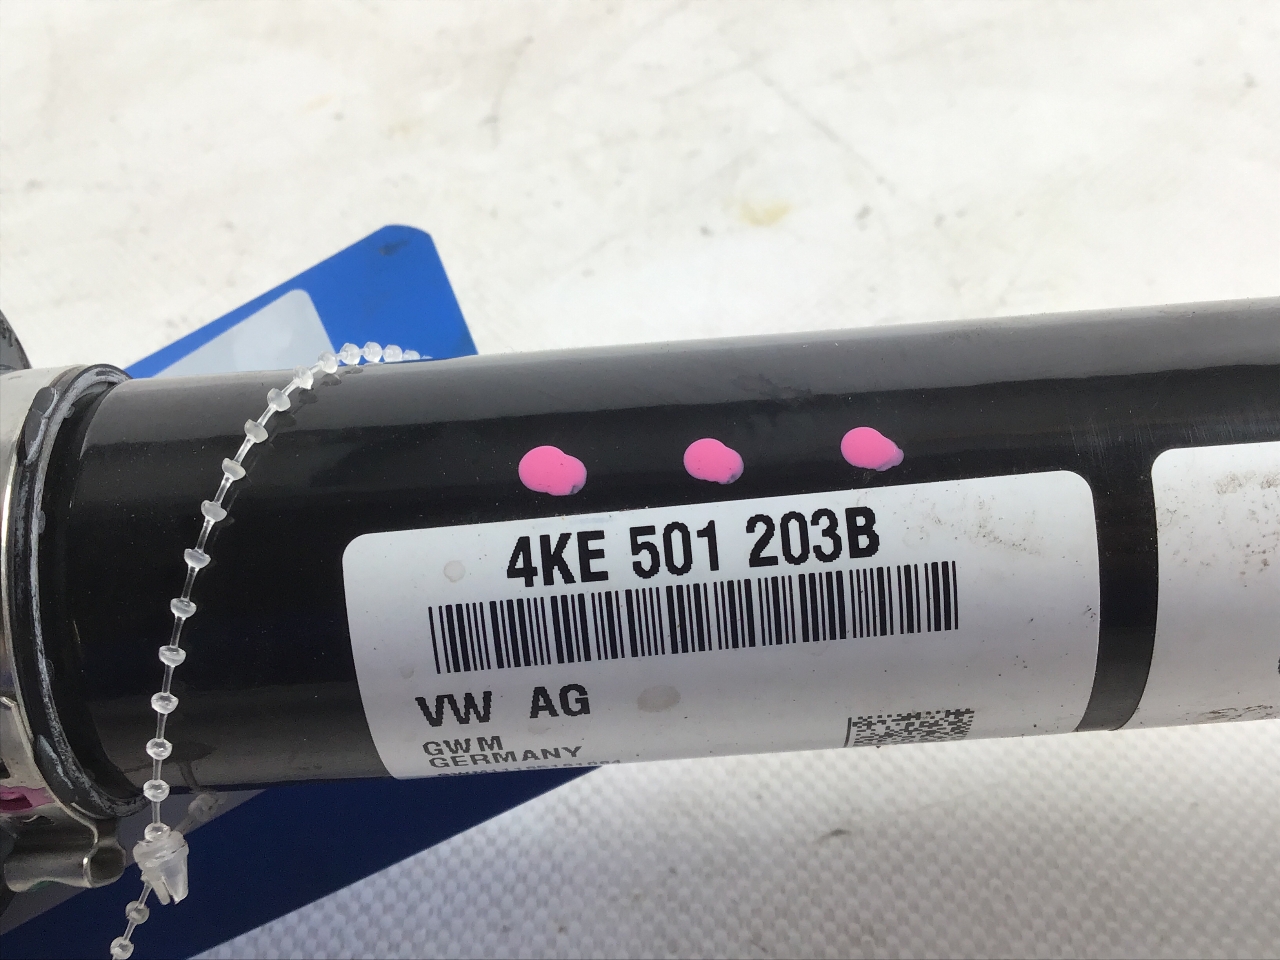 4KE 501 203B
VW AG
GWM
GERMANY